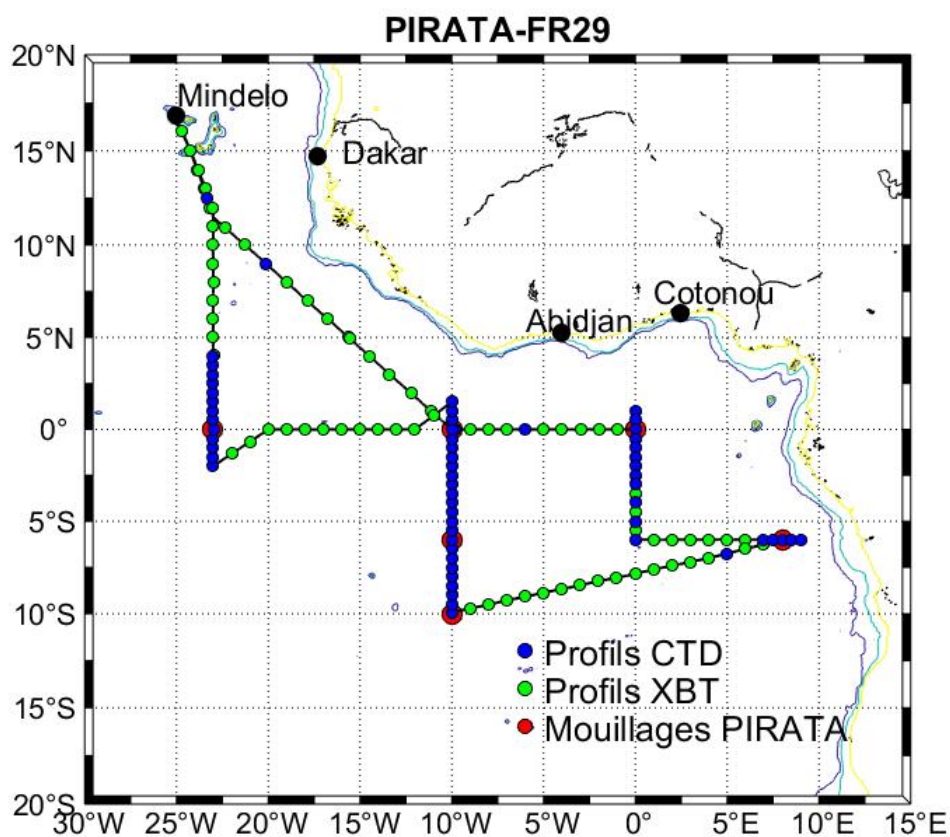 PIRATA-FR29
20°N
Mindelo
15°N
Dakar
10°N
Cotonou
5°N
Abidjan
0°
5°S
10°S
Profils CTD
Profils XBT
15°S
Mouillages PIRATA
20°S
30°W 25°W 20°W 15°W 10°W 5°W 0° 5°E 10°E 15°E